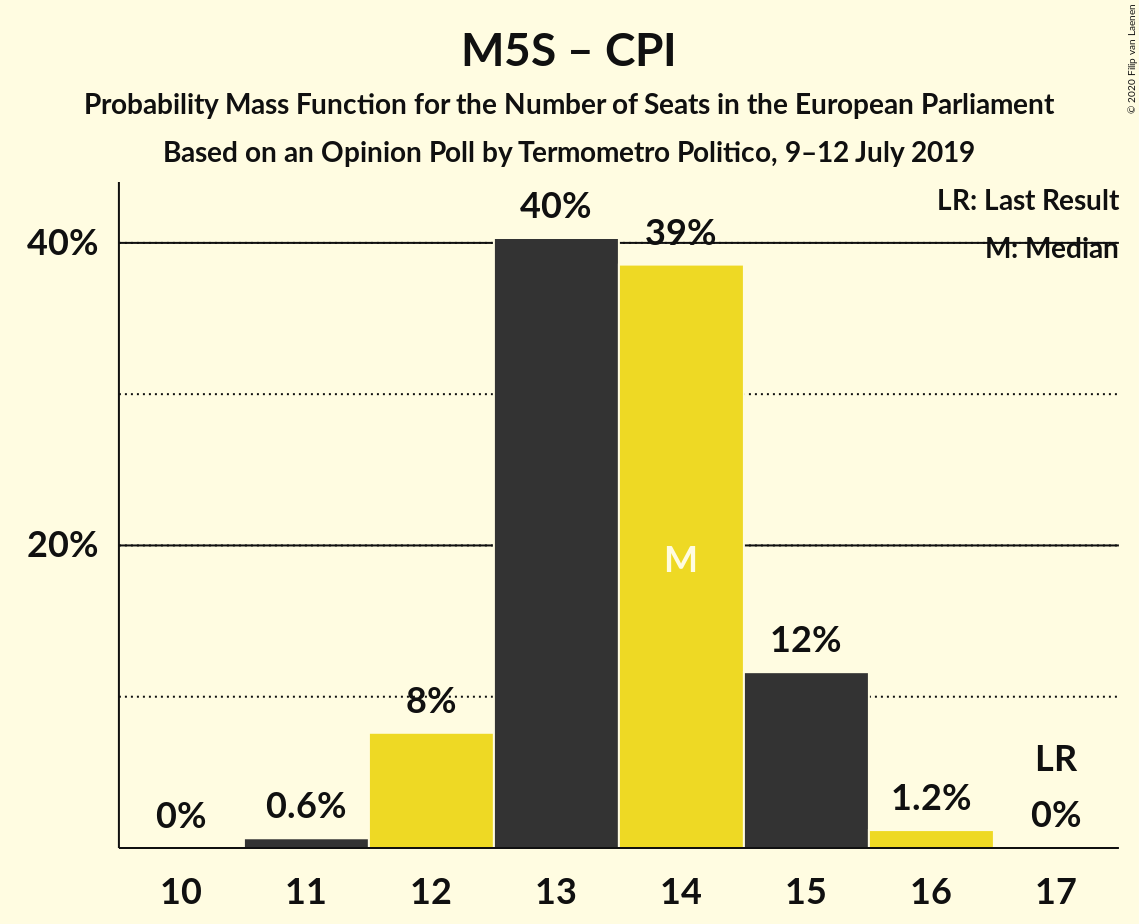 M5S – CPI
Probability Mass Function for the Number of Seats in the European Parliament
Based on an Opinion Poll by Termometro Politico, 9–12 July 2019
© 2020 Filip van Laenen
LR: Last Result
M: Median
40%
20%
0%
0.6%
8%
40%
39%
M
12%
1.2%
LR
0%
10 11 12 13 14 15 16 17